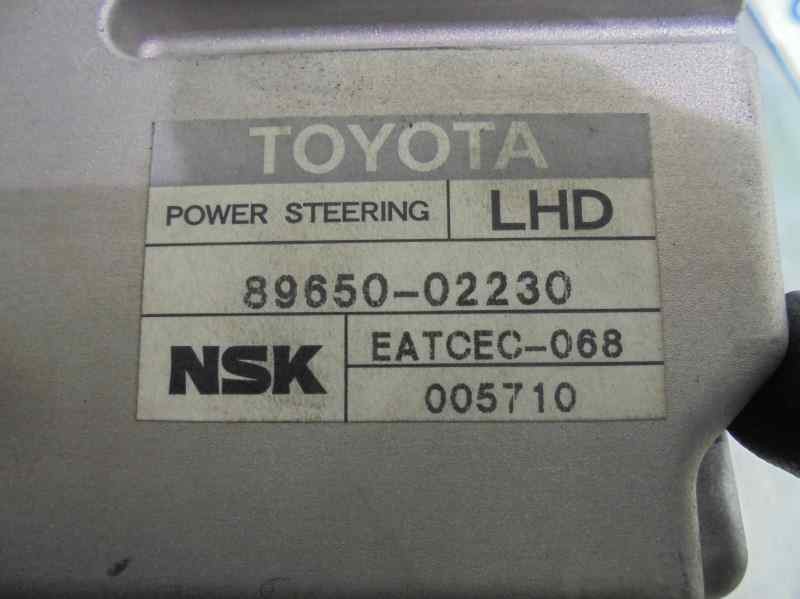 TOYOTA
POWER STEERING LHD
89650-02230
NSK EATCEC-068
005710